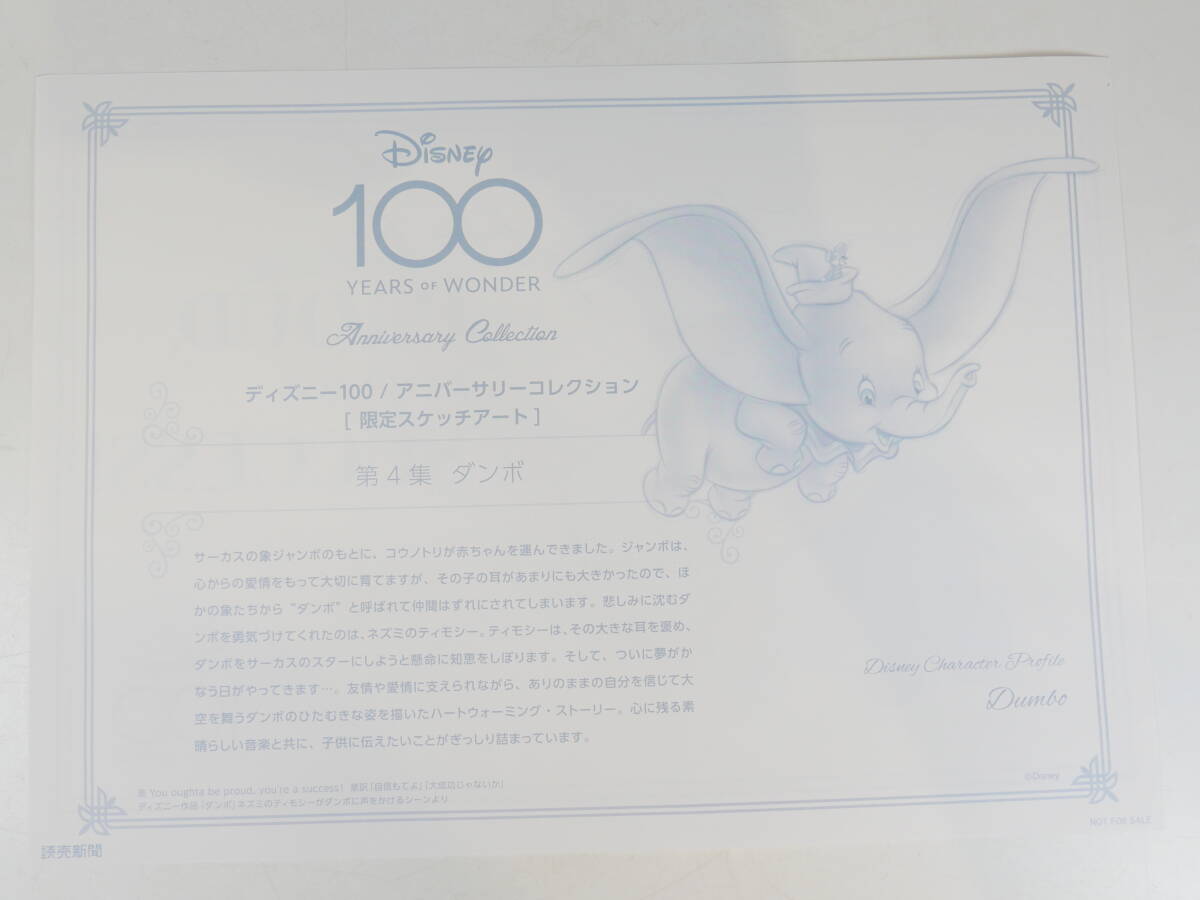 Disney
100
YEARS OF WONDER
Anniversary Collection
ディズニー100 / アニバーサリーコレクション
[ 限定スケッチアート ]
第4集 ダンボ
サーカスの象ジャンボのもとに、コウノトリが赤ちゃんを運んできました。ジャンボは、
心からの愛情をもって大切に育てますが、その子の耳があまりにも大きかったので、ほ
かの象たちから "ダンボ" と呼ばれて仲間はずれにされてしまいます。悲しみに沈むダ
ンボを勇気づけてくれたのは、ネズミのティモシー。ティモシーは、その大きな耳を褒め、
ダンボをサーカスのスターにしようと懸命に知恵をしぼります。そして、ついに夢がか
なう日がやってきます…。友情や愛情に支えられながら、ありのままの自分を信じて大
空を舞うダンボのひたむきな姿を描いたハートウォーミング・ストーリー。心に残る素
晴らしい音楽と共に、子供に伝えたいことがぎっしり詰まっています。
Disney Character Profile
Dumbo
表 You oughta be proud, you're a success! 意訳「自信もてよ」「大成功じゃないか」
ディズニー作品「ダンボ」ネズミのティモシーがダンボに声をかけるシーンより
©Disney
NOT FOR SALE
読売新聞